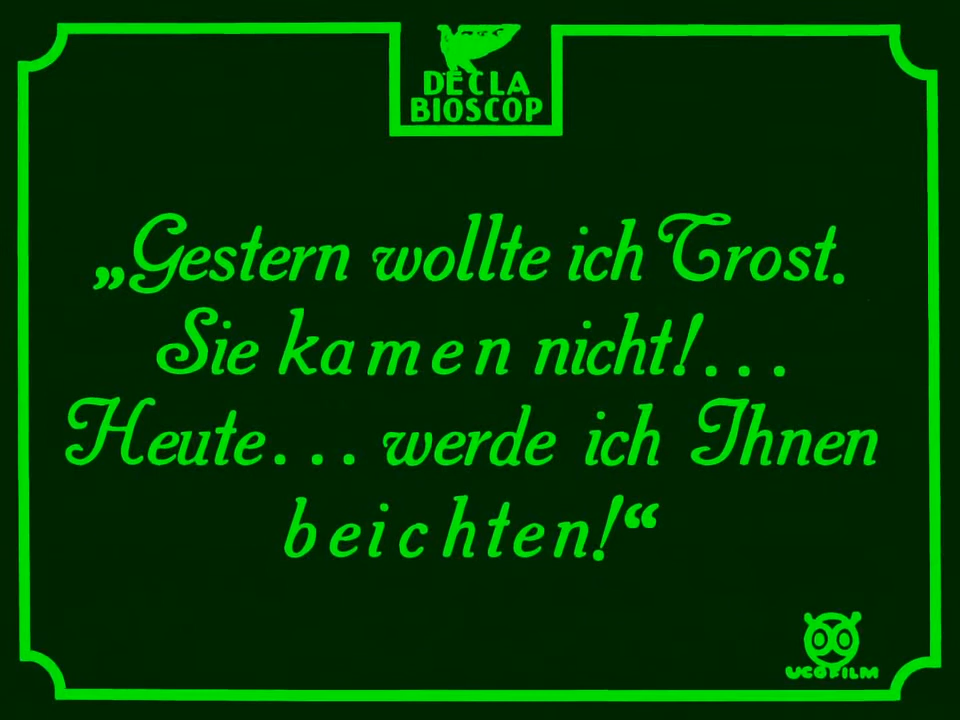 DECLA
BIOSCOP
„Gestern wollte ich Trost.
Sie kamen nicht!...
Heute... werde ich Ihnen
beichten!“
UCOFILM